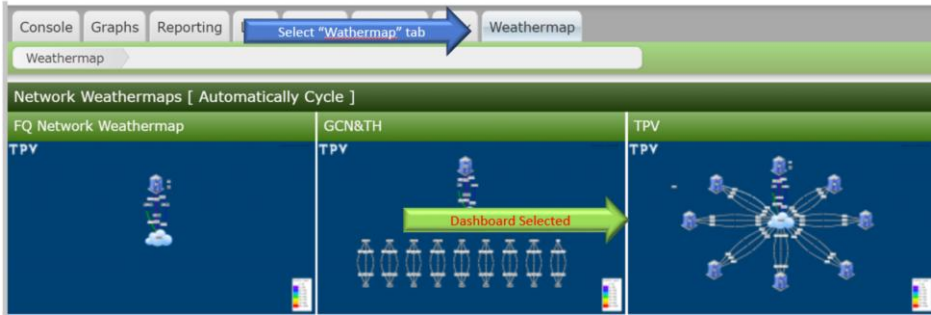 Console Graphs Reporting Select "Wathermap" tab Weathermap
Weathermap
Network Weathermaps [ Automatically Cycle ]
FQ Network Weathermap GCN&TH TPV
TPV TPV TPV
Dashboard Selected